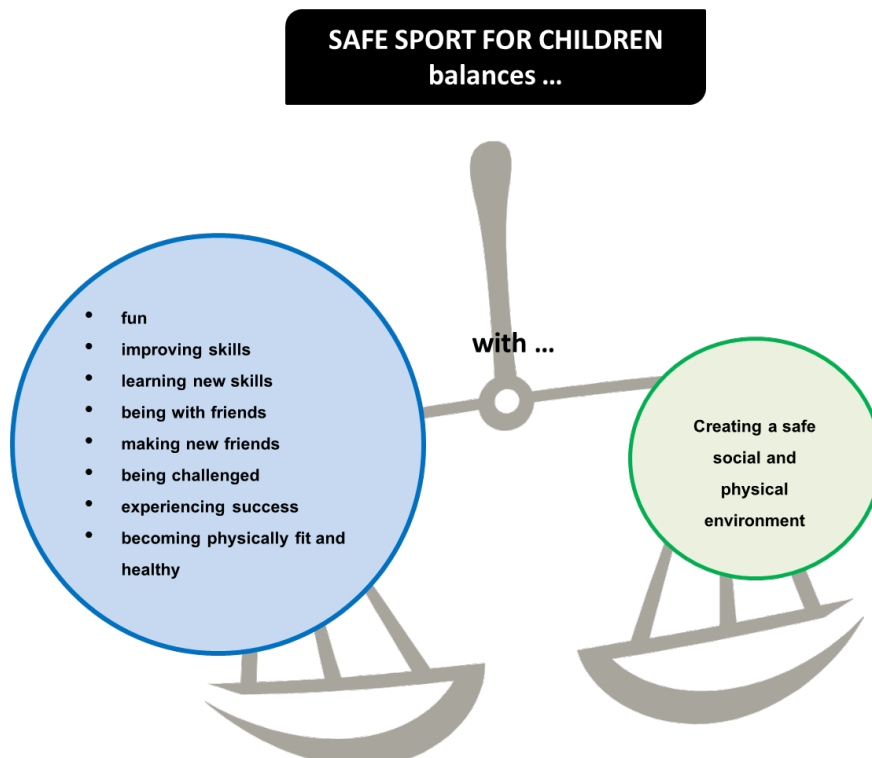 SAFE SPORT FOR CHILDREN
balances ...
with ...
• fun
• improving skills
• learning new skills
• being with friends
• making new friends
• being challenged
• experiencing success
• becoming physically fit and
healthy
Creating a safe
social and
physical
environment